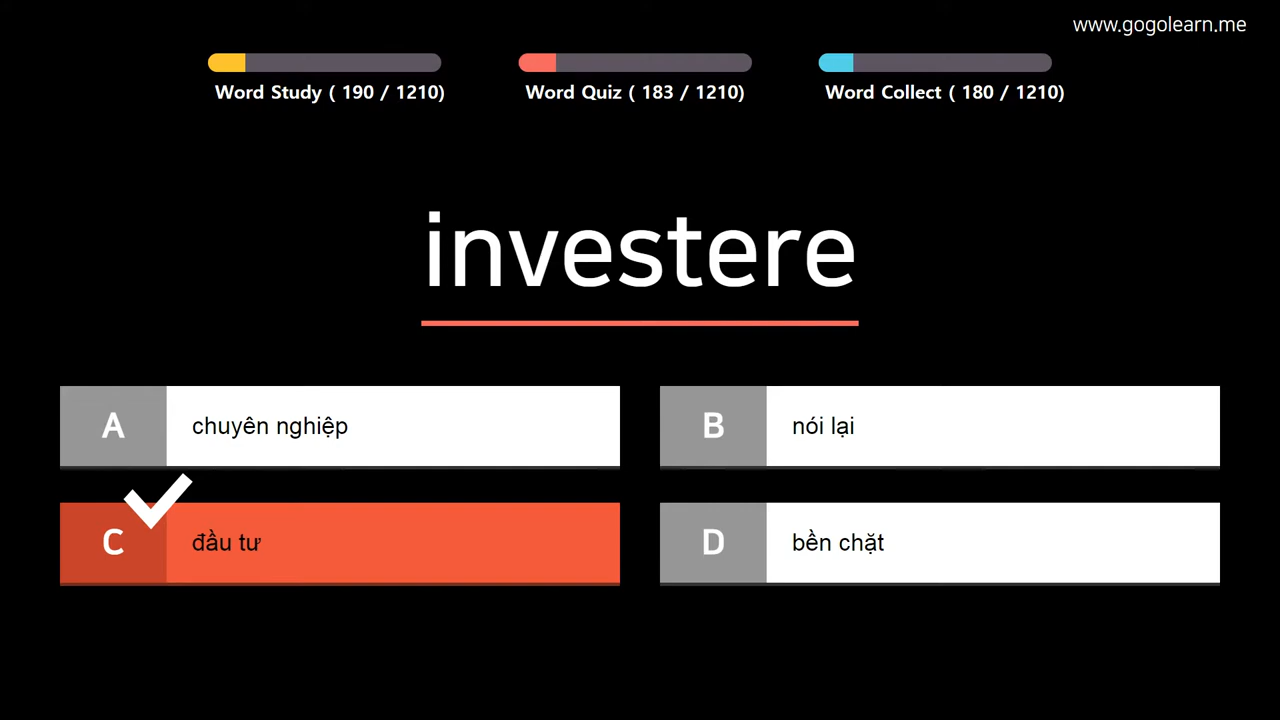 www.gogolearn.me
Word Study ( 190 / 1210)
Word Quiz ( 183 / 1210)
Word Collect ( 180 / 1210)
investere
A chuyên nghiệp
B nói lại
C đầu tư
D bền chặt